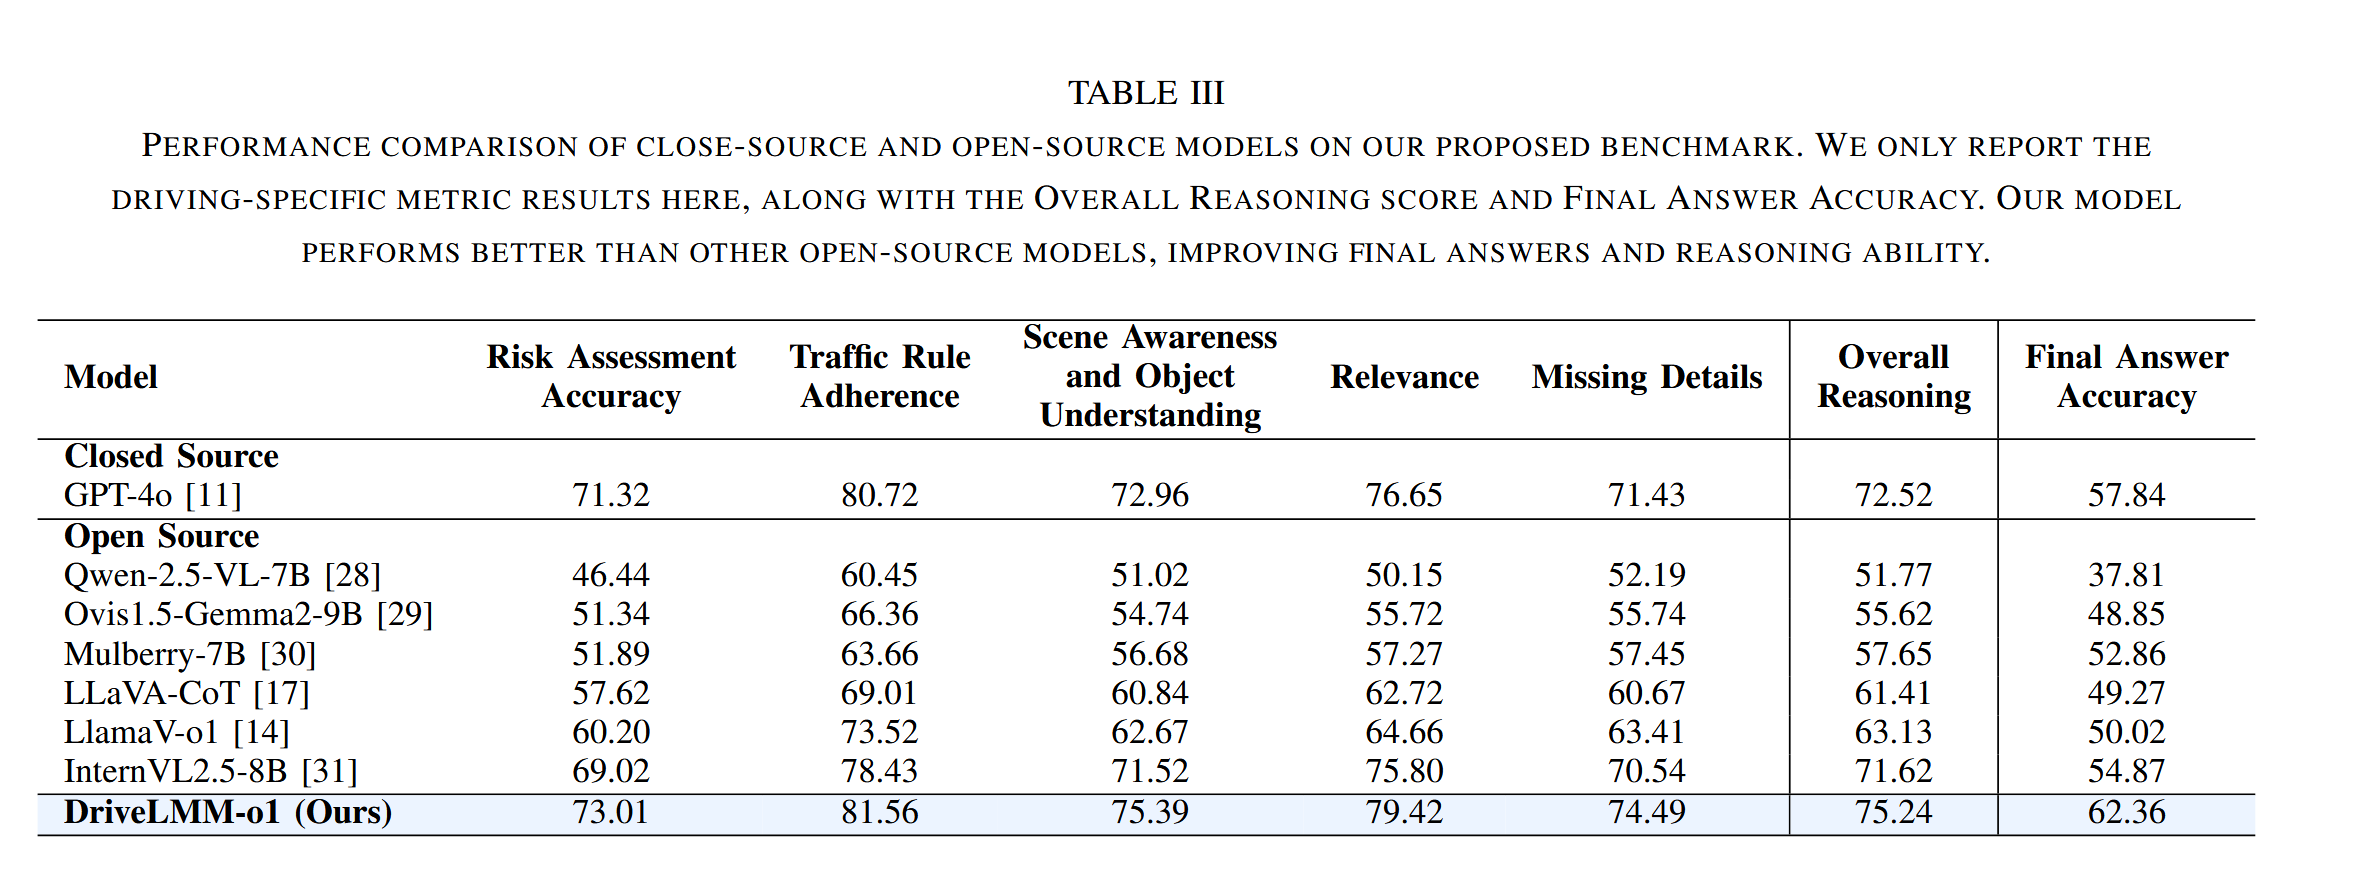 TABLE III
PERFORMANCE COMPARISON OF CLOSE-SOURCE AND OPEN-SOURCE MODELS ON OUR PROPOSED BENCHMARK. WE ONLY REPORT THE
DRIVING-SPECIFIC METRIC RESULTS HERE, ALONG WITH THE OVERALL REASONING SCORE AND FINAL ANSWER ACCURACY. OUR MODEL
PERFORMS BETTER THAN OTHER OPEN-SOURCE MODELS, IMPROVING FINAL ANSWERS AND REASONING ABILITY.
Model Risk Assessment Accuracy Traffic Rule Adherence Scene Awareness and Object Understanding Relevance Missing Details Overall Reasoning Final Answer Accuracy
Closed Source
GPT-4o [11] 71.32 80.72 72.96 76.65 71.43 72.52 57.84
Open Source
Qwen-2.5-VL-7B [28] 46.44 60.45 51.02 50.15 52.19 51.77 37.81
Ovis1.5-Gemma2-9B [29] 51.34 66.36 54.74 55.72 55.74 55.62 48.85
Mulberry-7B [30] 51.89 63.66 56.68 57.27 57.45 57.65 52.86
LLaVA-CoT [17] 57.62 69.01 60.84 62.72 60.67 61.41 49.27
LlamaV-o1 [14] 60.20 73.52 62.67 64.66 63.41 63.13 50.02
InternVL2.5-8B [31] 69.02 78.43 71.52 75.80 70.54 71.62 54.87
DriveLMM-o1 (Ours) 73.01 81.56 75.39 79.42 74.49 75.24 62.36